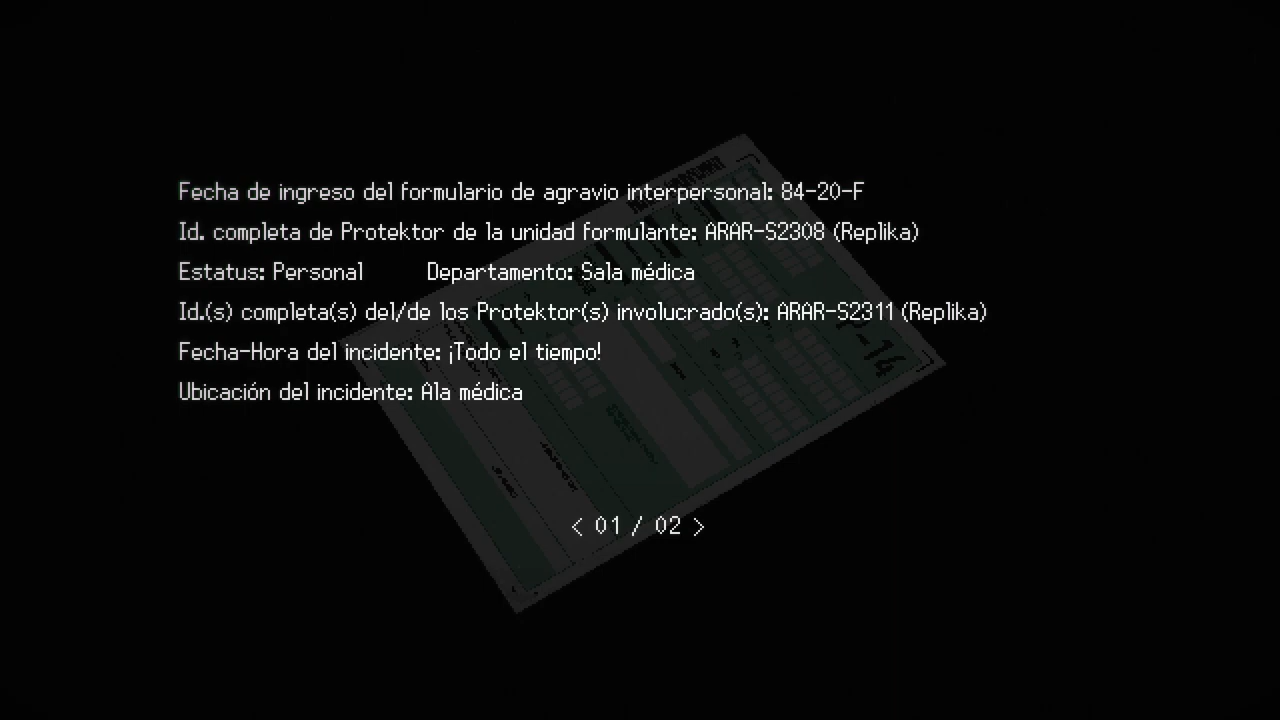 Fecha de ingreso del formulario de agravio interpersonal: 84-20-F
Id. completa de Protektor de la unidad formulante: ARAR-S2308 (Replika)
Estatus: Personal Departamento: Sala médica
Id.(s) completa(s) del/de los Protektor(s) involucrado(s): ARAR-S2311 (Replika)
Fecha-Hora del incidente: ¡Todo el tiempo!
Ubicación del incidente: Ala médica
< 01 / 02 >